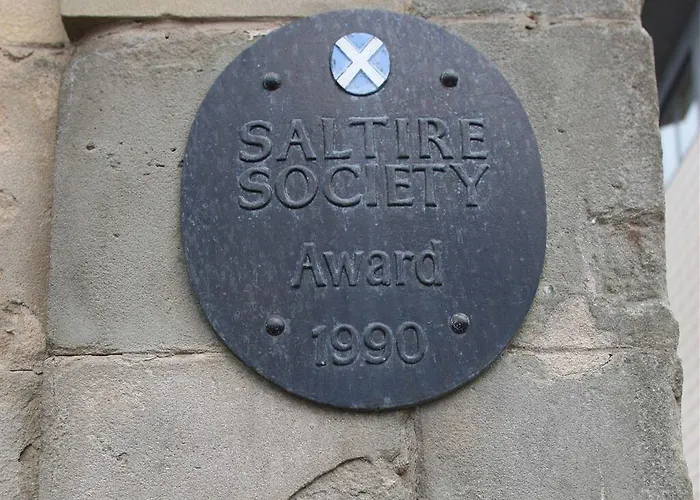 SALTIRE
SOCIETY
Award
1990